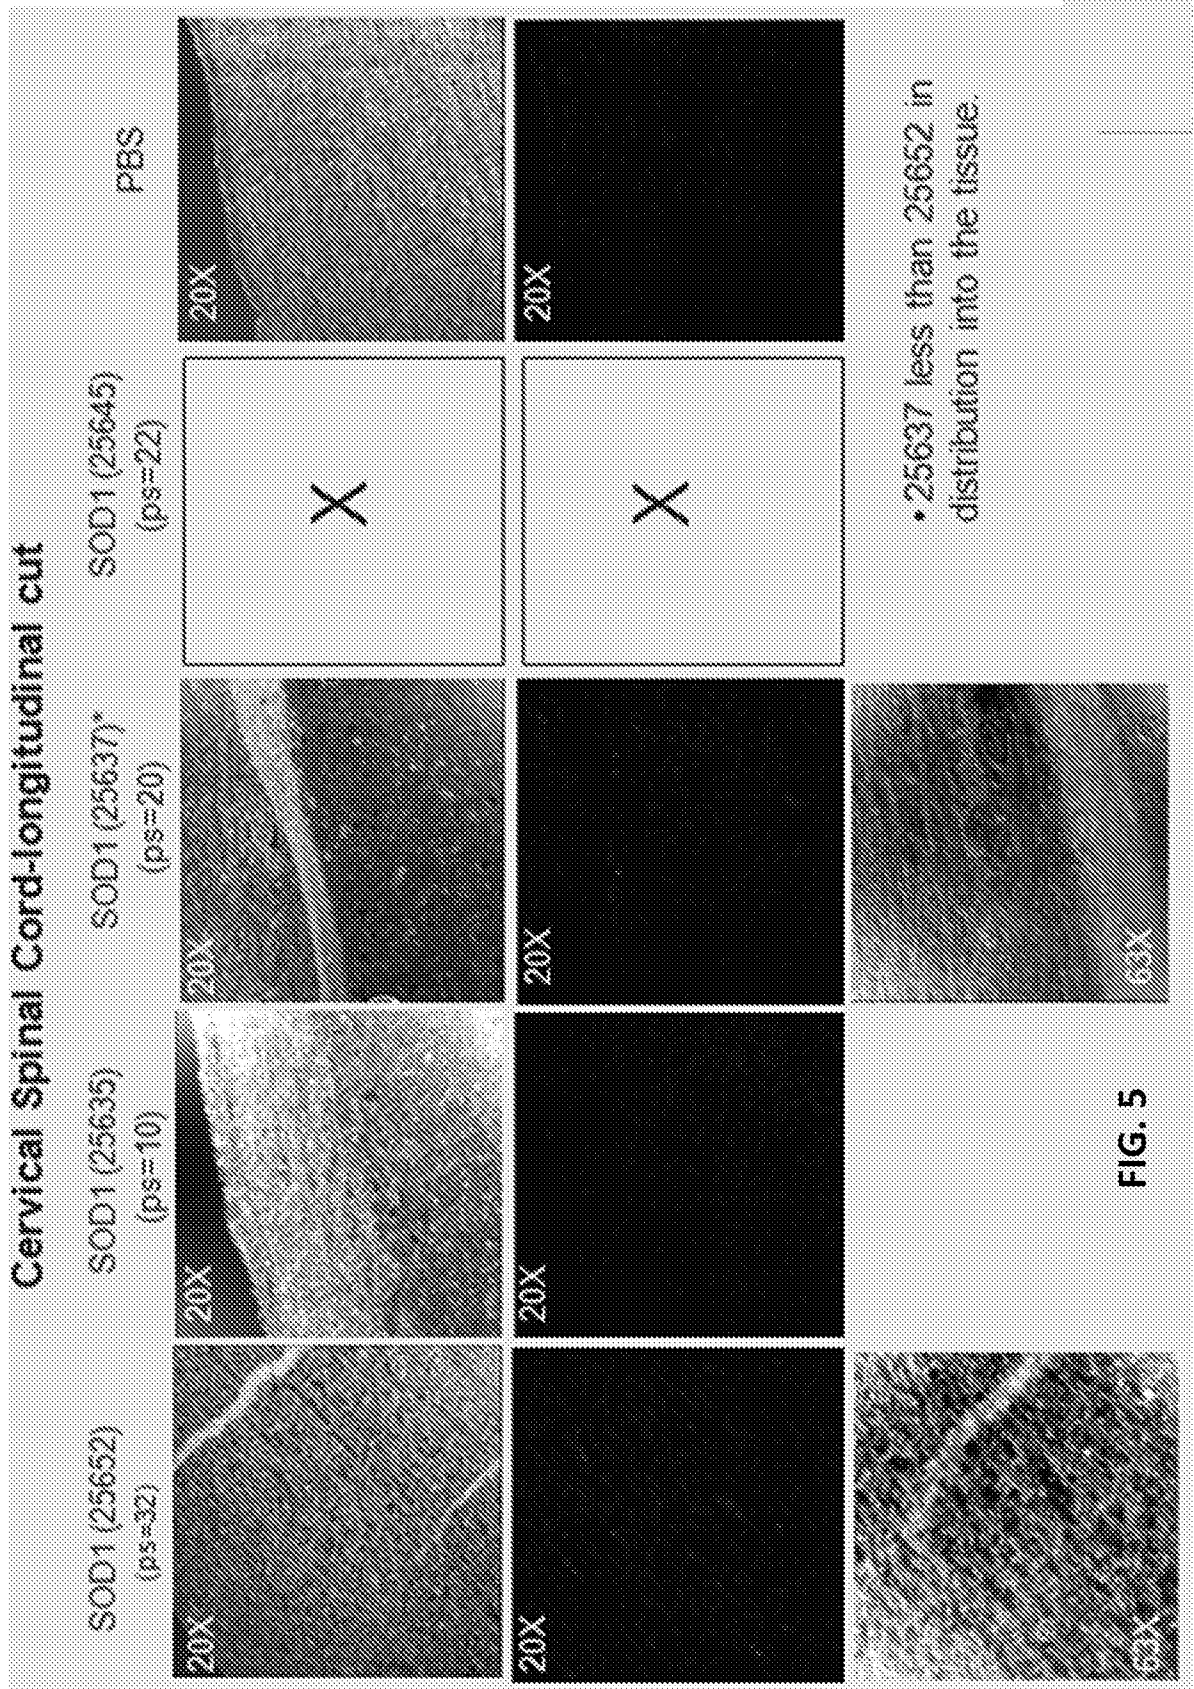 Cervical Spinal Cord-longitudinal cut
SOD1 (25652)
(ps=32)
SOD1 (25635)
(ps=10)
SOD1 (25637)*
(ps=20)
SOD1 (25645)
(ps=22)
PBS
20X
20X
20X
X
20X
20X
20X
20X
X
20X
63X
63X
• 25637 less than 25652 in
distribution into the tissue.
FIG. 5